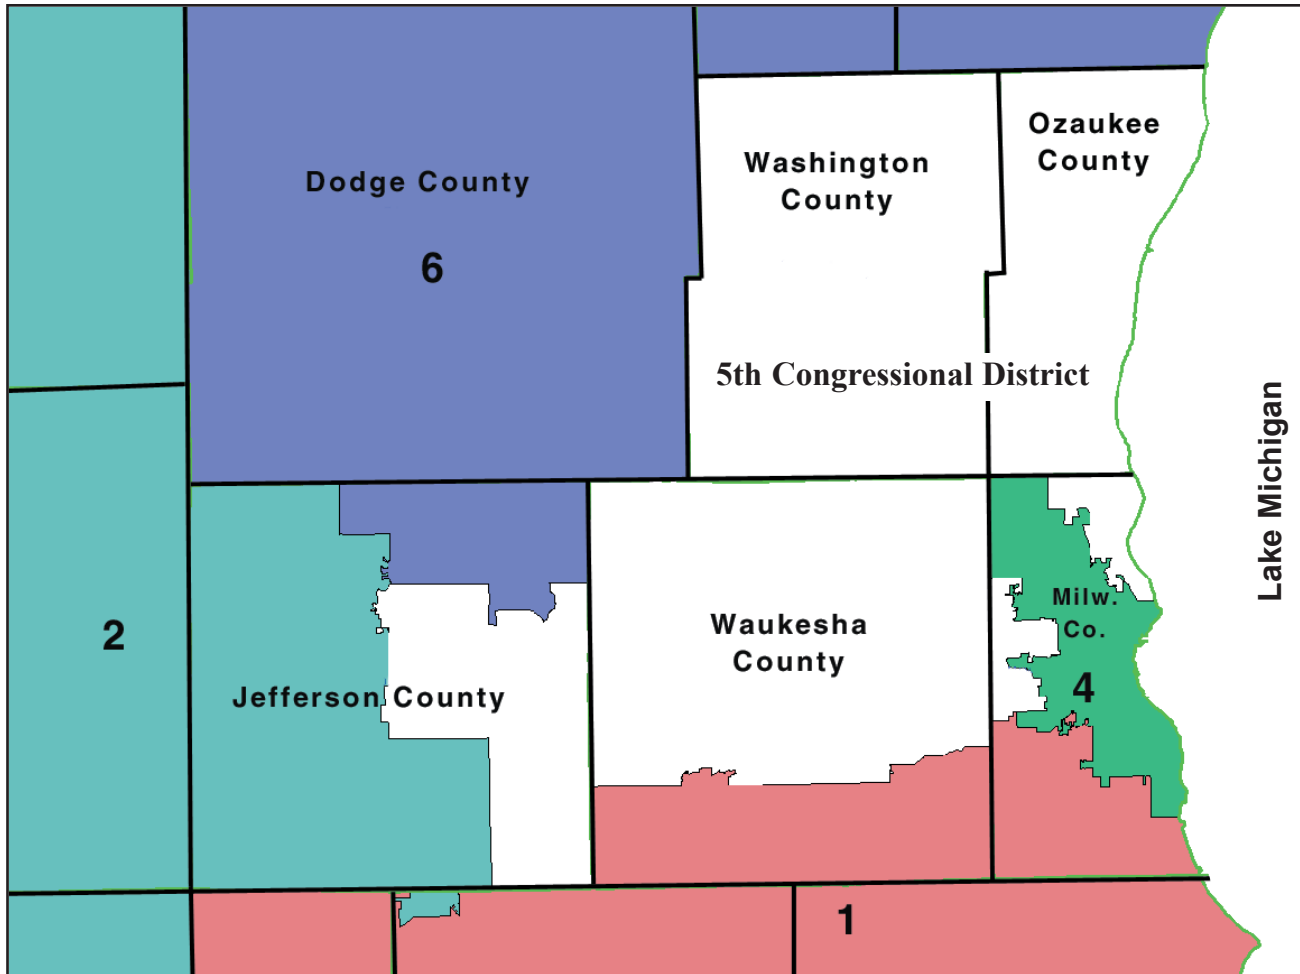 Ozaukee
County
Washington
County
Dodge County
6
5th Congressional District
Lake Michigan
2
Milw.
Co.
4
Waukesha
County
Jefferson County
1